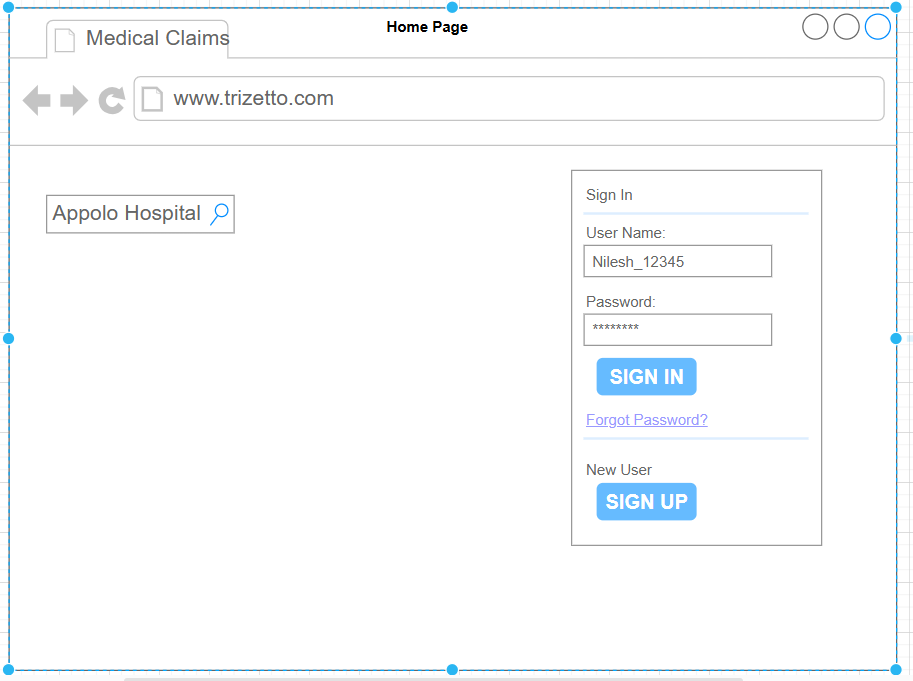 Home Page
Medical Claims
www.trizetto.com
Appolo Hospital
Sign In
User Name:
Nilesh_12345
Password:
********
SIGN IN
Forgot Password?
New User
SIGN UP